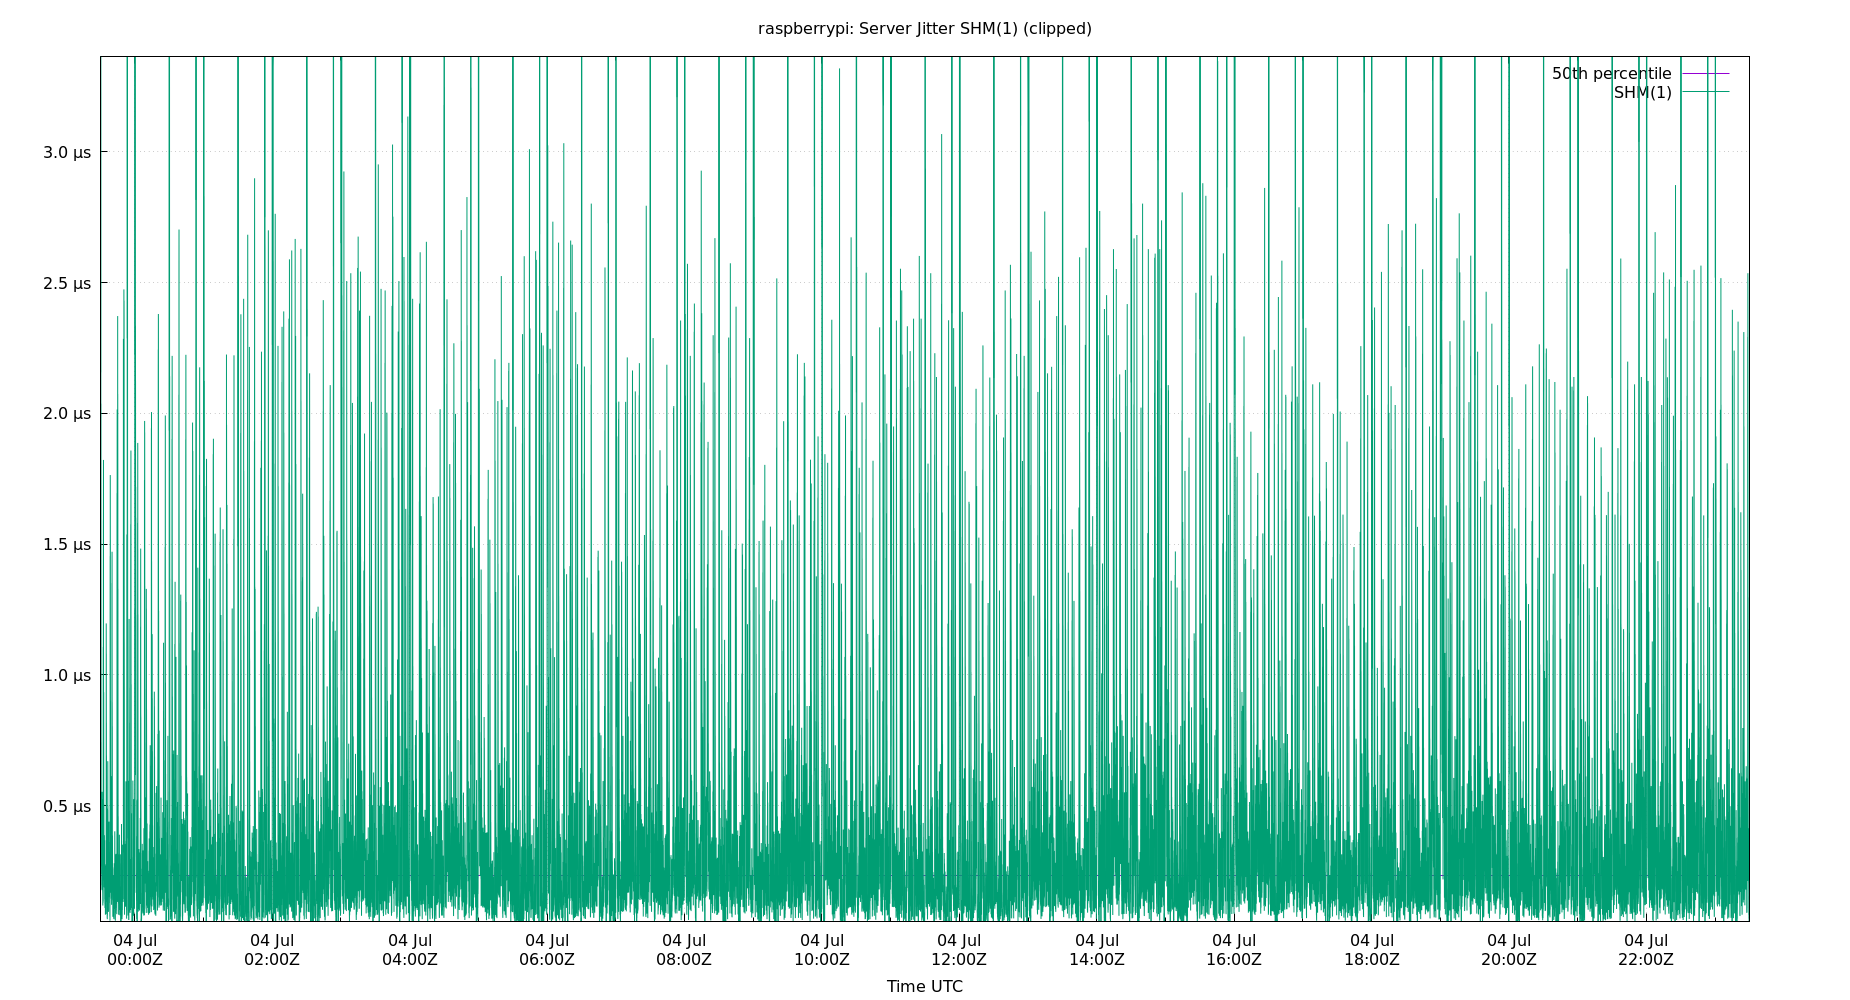 raspberrypi: Server Jitter SHM(1) (clipped)
50th percentile
SHM(1)
3.0 µs
2.5 µs
2.0 µs
1.5 µs
1.0 µs
0.5 µs
04 Jul 04 Jul 04 Jul 04 Jul 04 Jul 04 Jul 04 Jul 04 Jul 04 Jul 04 Jul 04 Jul 04 Jul
00:00Z 02:00Z 04:00Z 06:00Z 08:00Z 10:00Z 12:00Z 14:00Z 16:00Z 18:00Z 20:00Z 22:00Z
Time UTC